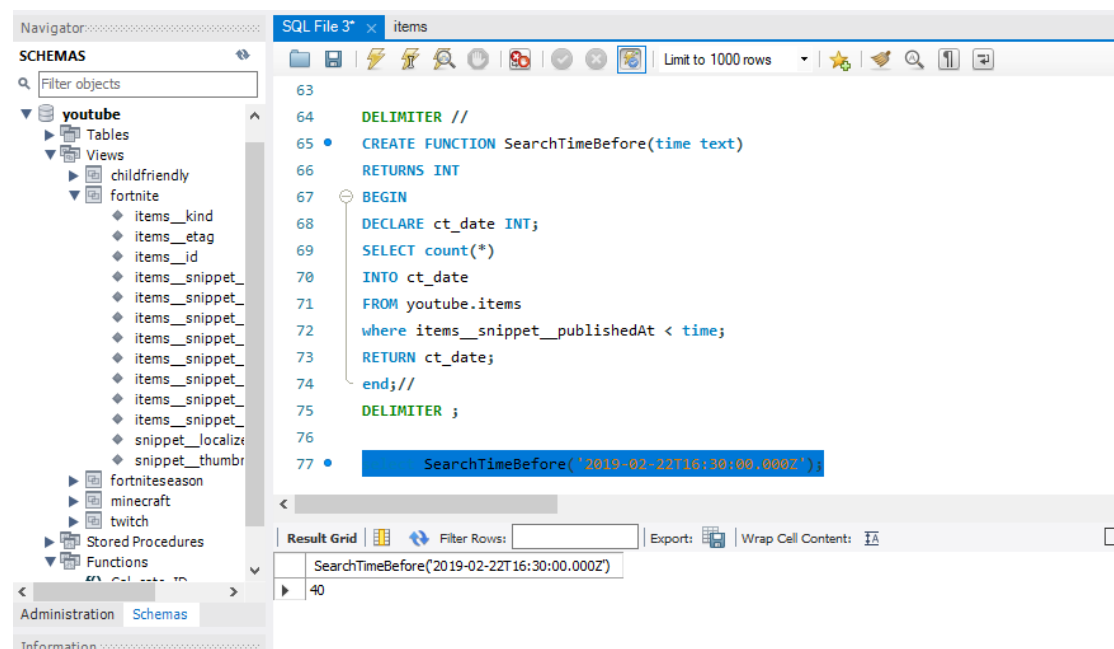 Navigator
SCHEMAS
Filter objects
youtube
Tables
Views
childfriendly
fortnite
items__kind
items__etag
items__id
items__snippet_
items__snippet_
items__snippet_
items__snippet_
items__snippet_
items__snippet_
items__snippet_
items__snippet_
snippet__localize
snippet__thumbr
fortniteseason
minecraft
twitch
Stored Procedures
Functions
Administration Schemas
Information
SQL File 3* × items
Limit to 1000 rows
63
64 DELIMITER //
65 CREATE FUNCTION SearchTimeBefore(time text)
66 RETURNS INT
67 BEGIN
68 DECLARE ct_date INT;
69 SELECT count(*)
70 INTO ct_date
71 FROM youtube.items
72 where items__snippet__publishedAt < time;
73 RETURN ct_date;
74 end;//
75 DELIMITER ;
76
77 SearchTimeBefore('2019-02-22T16:30:00.000Z');
Result Grid Filter Rows: Export: Wrap Cell Content: IA
SearchTimeBefore('2019-02-22T16:30:00.000Z')
40